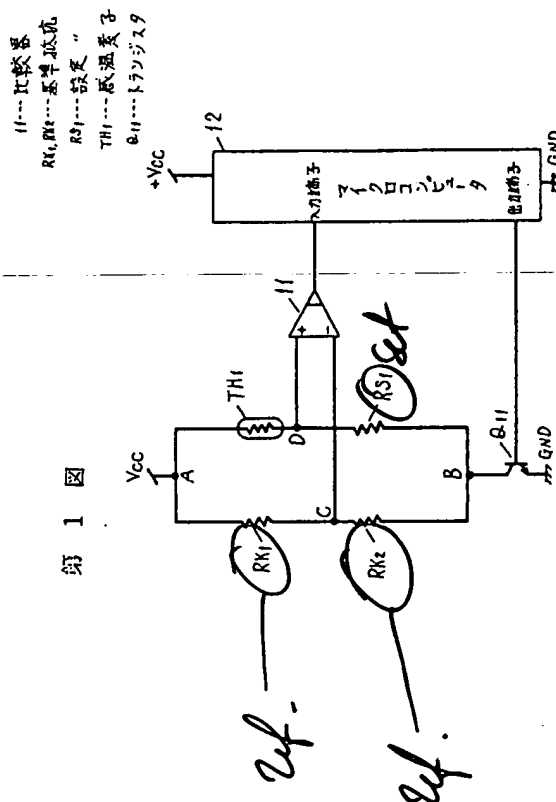 11…比較器
RK1,RK2…基準抵抗
RS1…設定 〃
TH1…感温素子
Q11…トランジスタ
第 1 図
VCC
A
TH1
RK1
Ref.
C
D
11
+
-
RK2
Ref.
RS1
Set
B
Q11
GND
+VCC
12
入力端子
マイクロコンピュータ
出力端子
GND